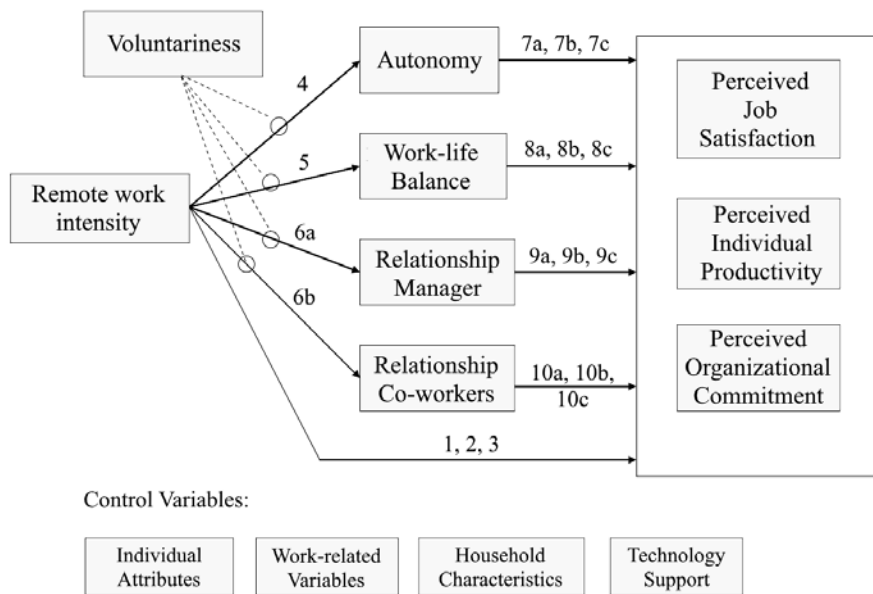 Voluntariness
Autonomy
7a, 7b, 7c
4
Perceived
Job
Satisfaction
Work-life
Balance
8a, 8b, 8c
5
Remote work
intensity
6a
Relationship
Manager
9a, 9b, 9c
Perceived
Individual
Productivity
6b
Relationship
Co-workers
10a, 10b,
10c
Perceived
Organizational
Commitment
1, 2, 3
Control Variables:
Individual
Attributes
Work-related
Variables
Household
Characteristics
Technology
Support